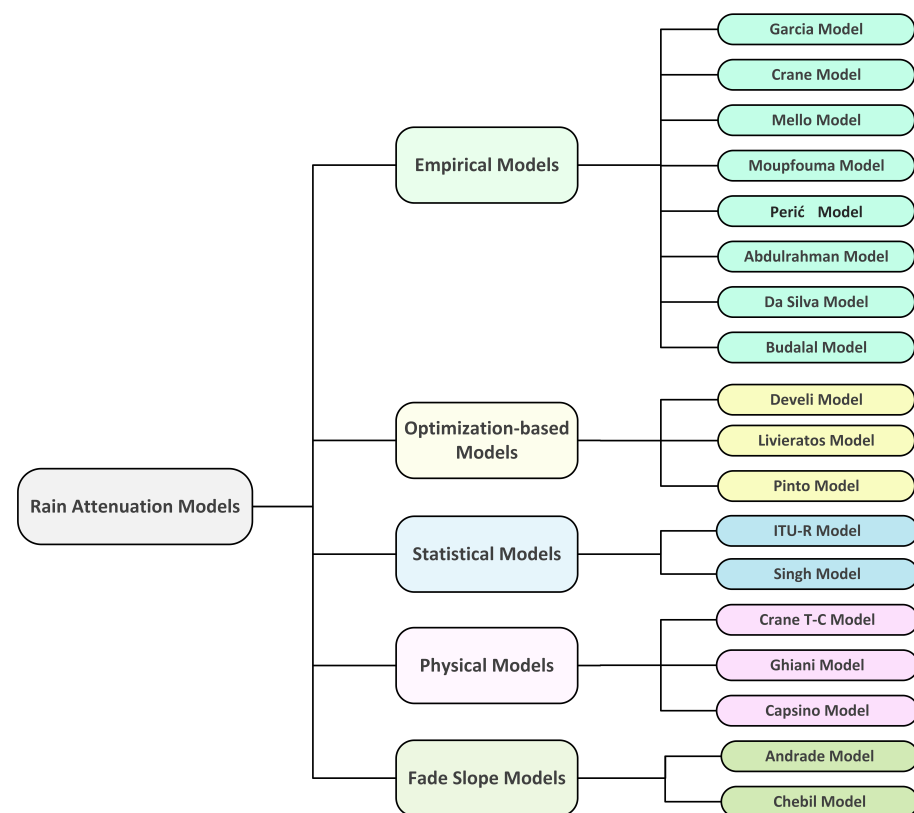 Rain Attenuation Models
Empirical Models
Garcia Model
Crane Model
Mello Model
Moupfouma Model
Perić Model
Abdulrahman Model
Da Silva Model
Budalal Model
Optimization-based
Models
Develi Model
Livieratos Model
Pinto Model
Statistical Models
ITU-R Model
Singh Model
Physical Models
Crane T-C Model
Ghiani Model
Capsino Model
Fade Slope Models
Andrade Model
Chebil Model